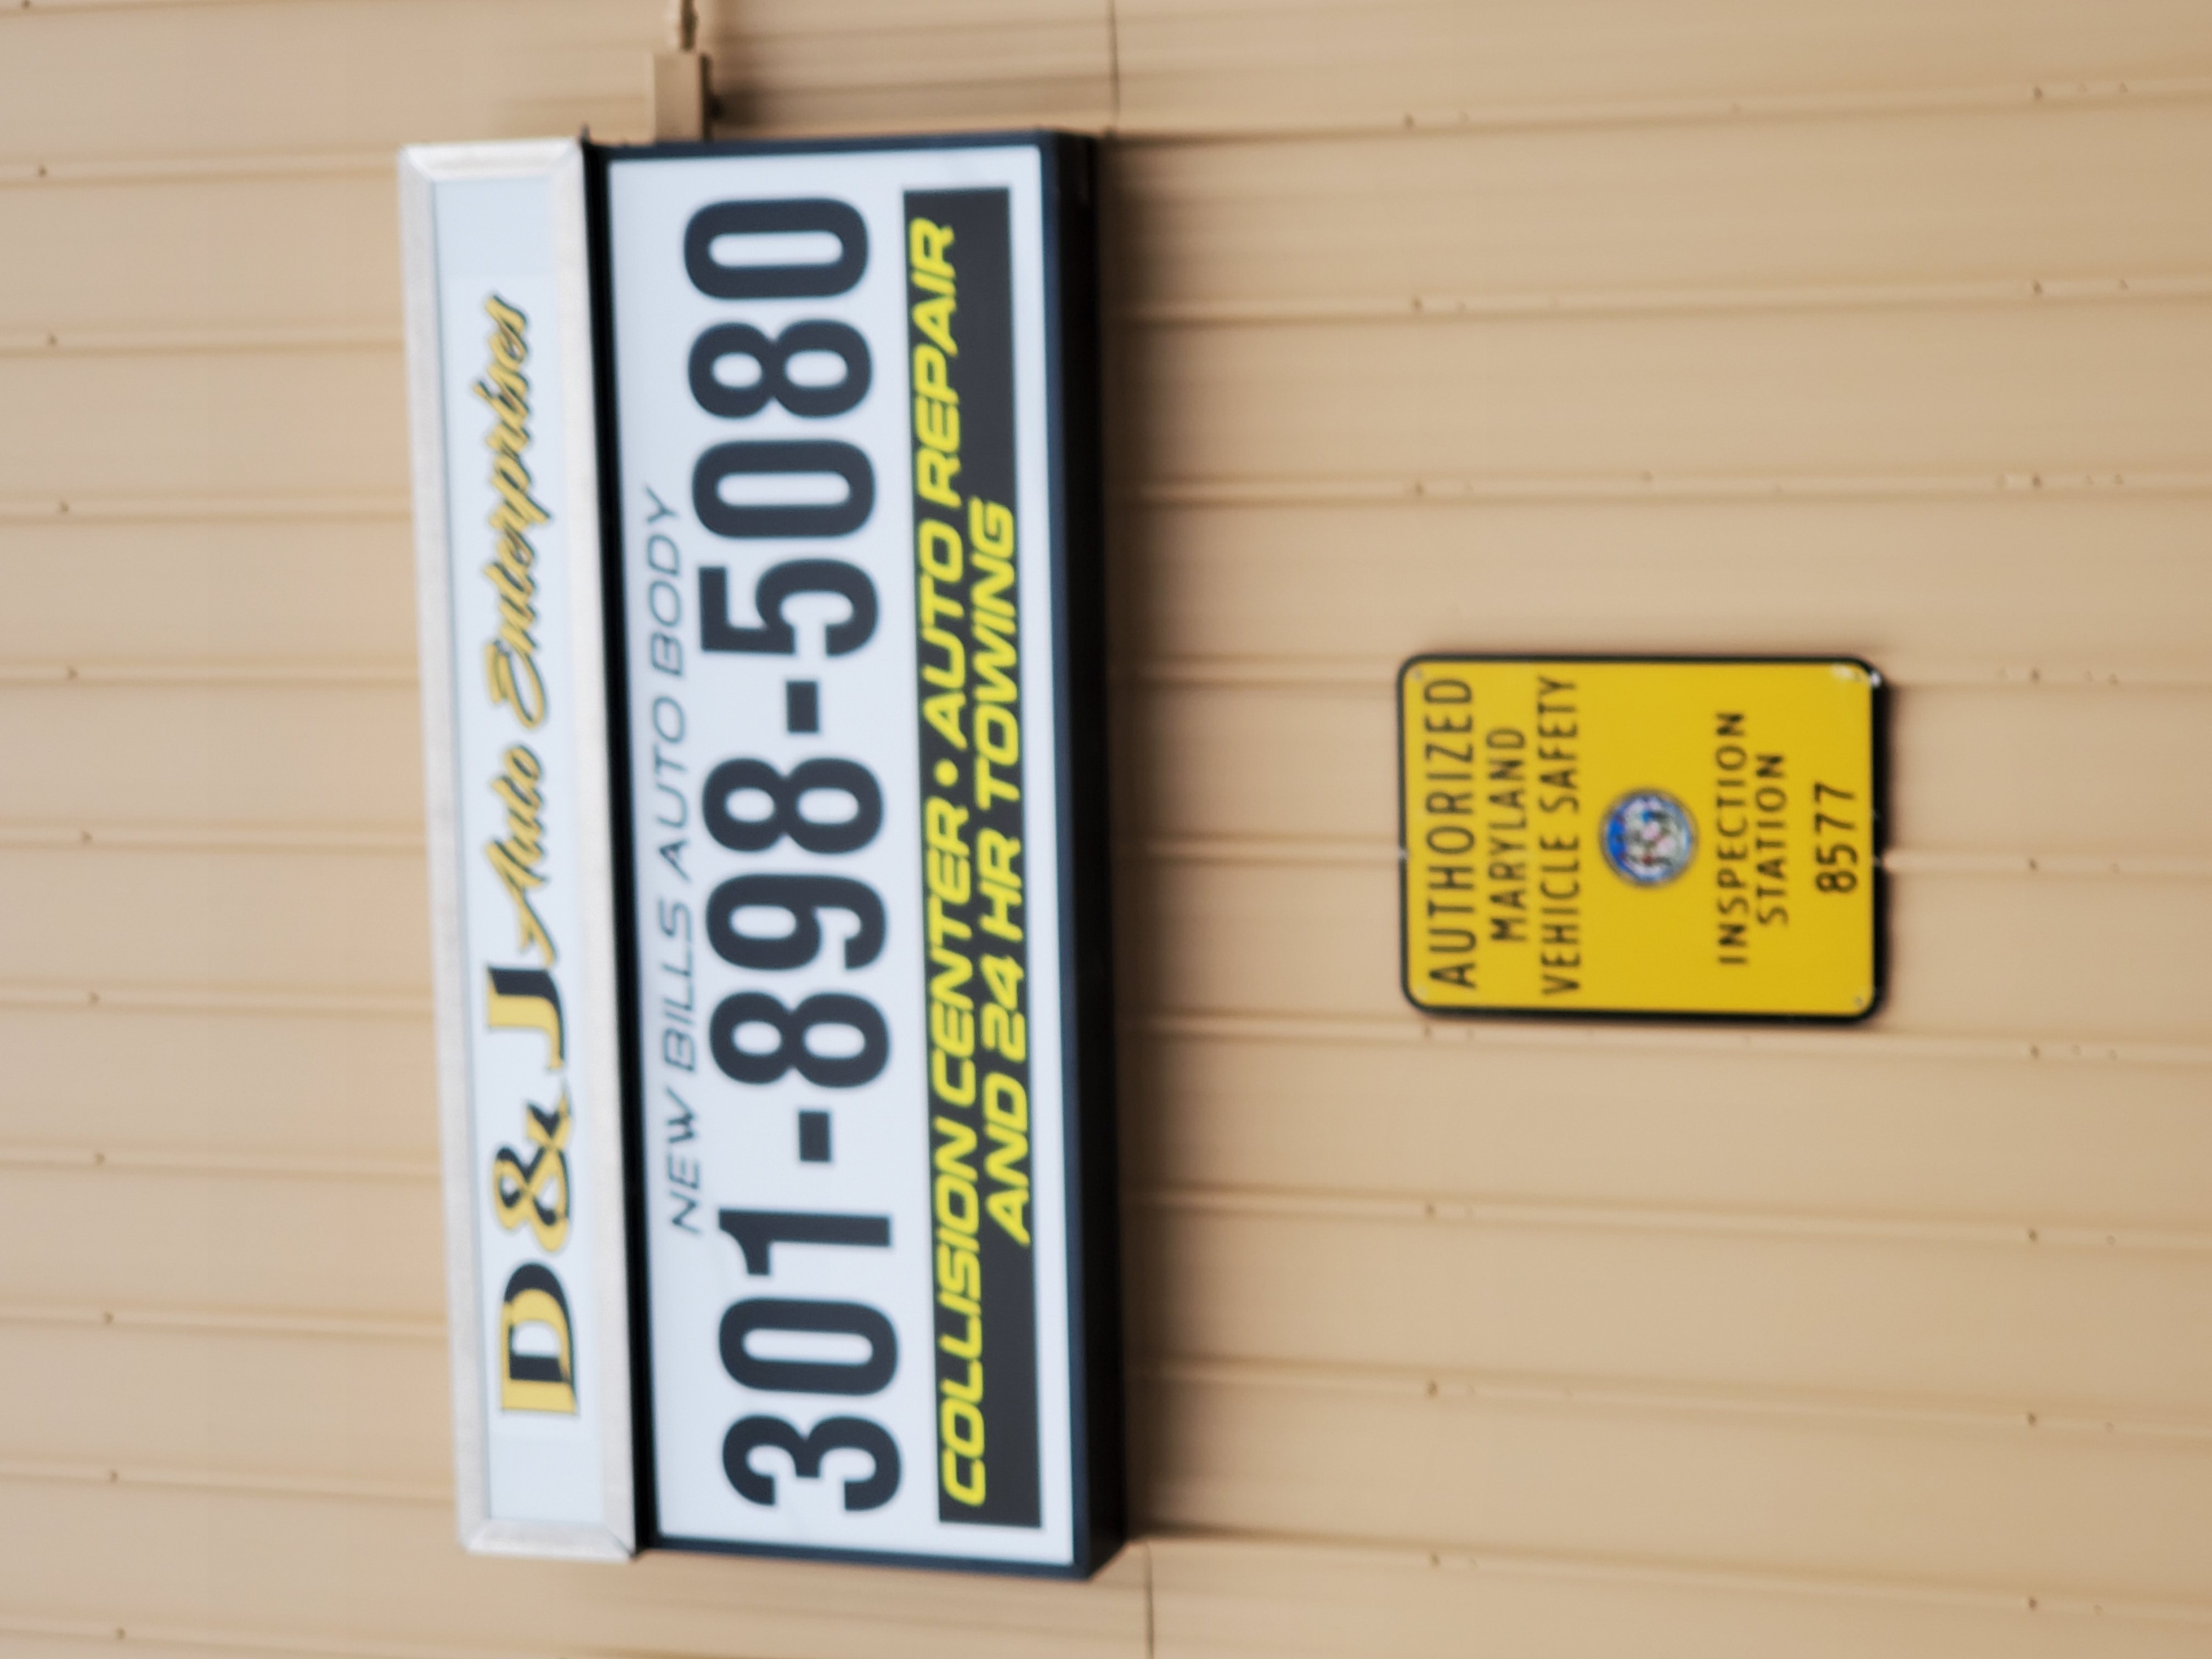 D&J Auto Enterprises
NEW BILLS AUTO BODY
301-898-5080
COLLISION CENTER • AUTO REPAIR
AND 24 HR TOWING
AUTHORIZED
MARYLAND
VEHICLE SAFETY
INSPECTION
STATION
8577